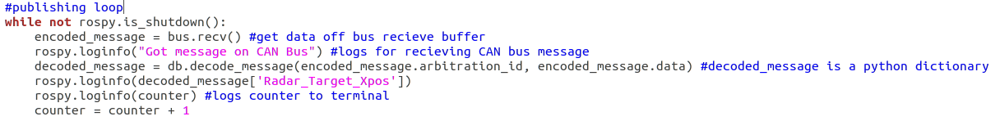 #publishing loop
while not rospy.is_shutdown():
    encoded_message = bus.recv() #get data off bus recieve buffer
    rospy.loginfo("Got message on CAN Bus") #logs for recieving CAN bus message
    decoded_message = db.decode_message(encoded_message.arbitration_id, encoded_message.data) #decoded_message is a python dictionary
    rospy.loginfo(decoded_message['Radar_Target_Xpos'])
    rospy.loginfo(counter) #logs counter to terminal
    counter = counter + 1